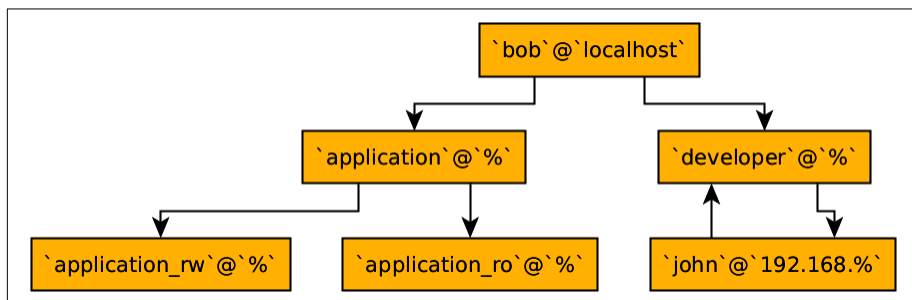 `bob`@`localhost`
`application`@`%`
`developer`@`%`
`application_rw`@`%`
`application_ro`@`%`
`john`@`192.168.%`